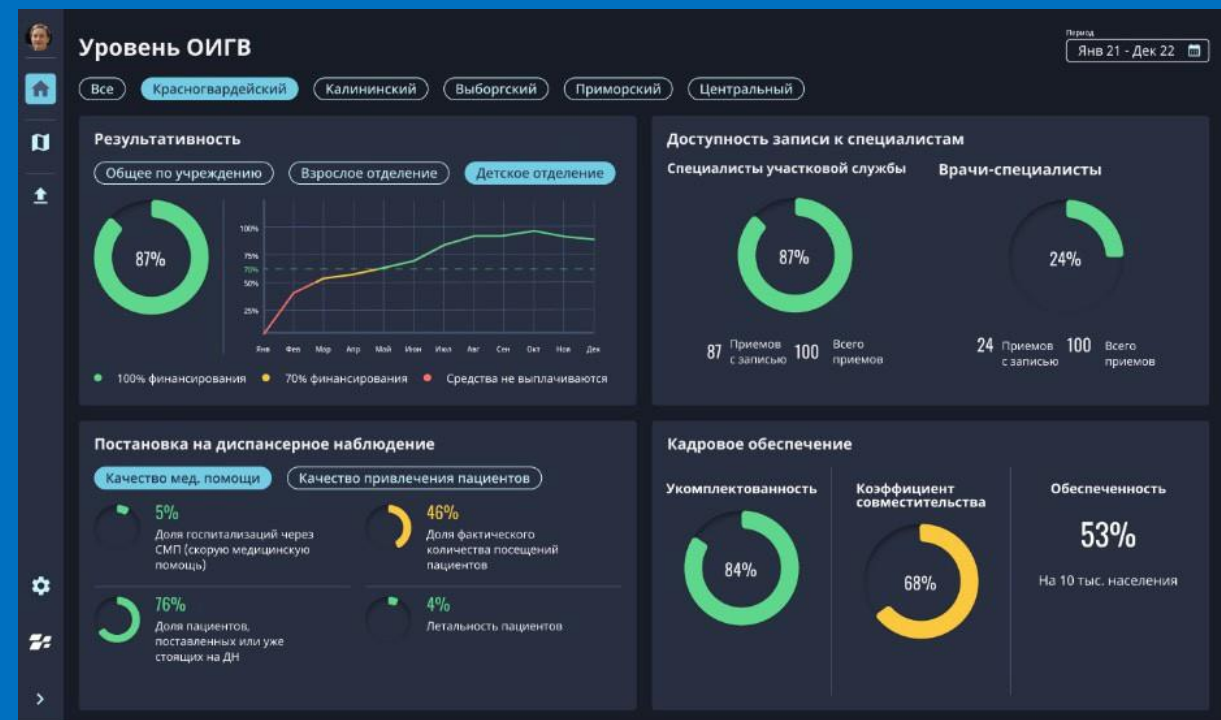 Период
Уровень ОИГВ
Янв 21 - Дек 22
Все
Красногвардейский
Калининский
Выборгский
Приморский
Центральный
Результативность
Общее по учреждению
Взрослое отделение
Детское отделение
87%
100%
75%
70%
50%
25%
Янв Фев Мар Апр Май Июн Июл Авг Сен Окт Ноя Дек
100% финансирования
70% финансирования
Средства не выплачиваются
Доступность записи к специалистам
Специалисты участковой службы
87%
87 Приемов
с записью
100 Всего
приемов
Врачи-специалисты
24%
24 Приемов
с записью
100 Всего
приемов
Постановка на диспансерное наблюдение
Качество мед. помощи
Качество привлечения пациентов
5%
Доля госпитализаций через
СМП (скорую медицинскую
помощь)
46%
Доля фактического
количества посещений
пациентов
76%
Доля пациентов,
поставленных или уже
стоящих на ДН
4%
Летальность пациентов
Кадровое обеспечение
Укомплектованность
84%
Коэффициент
совместительства
68%
Обеспеченность
53%
На 10 тыс. населения